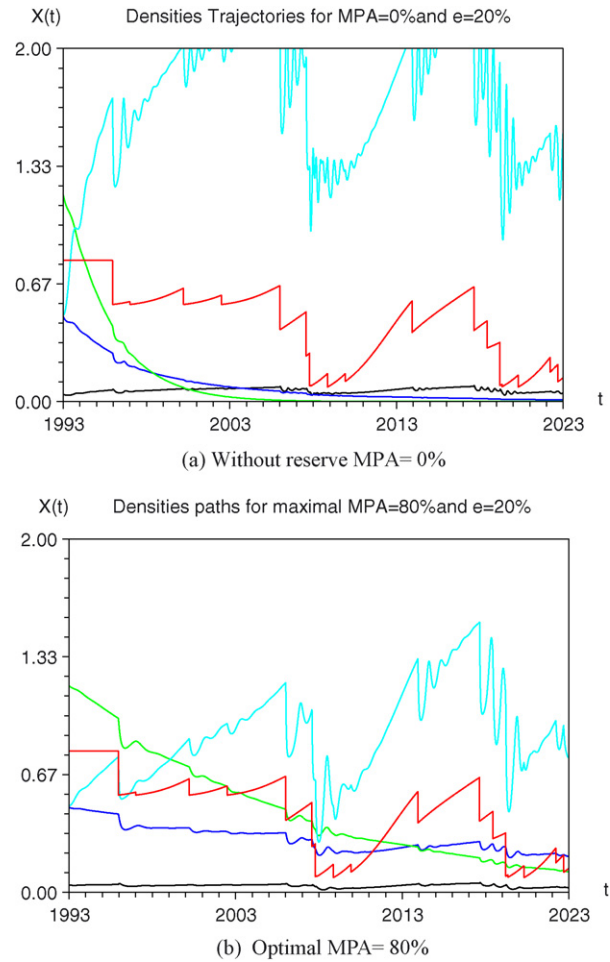 X(t) Densities Trajectories for MPA=0%and e=20%
2.00
1.33
0.67
0.00
1993 2003 2013 2023 t
(a) Without reserve MPA= 0%
X(t) Densities paths for maximal MPA=80%and e=20%
2.00
1.33
0.67
0.00
1993 2003 2013 2023 t
(b) Optimal MPA= 80%